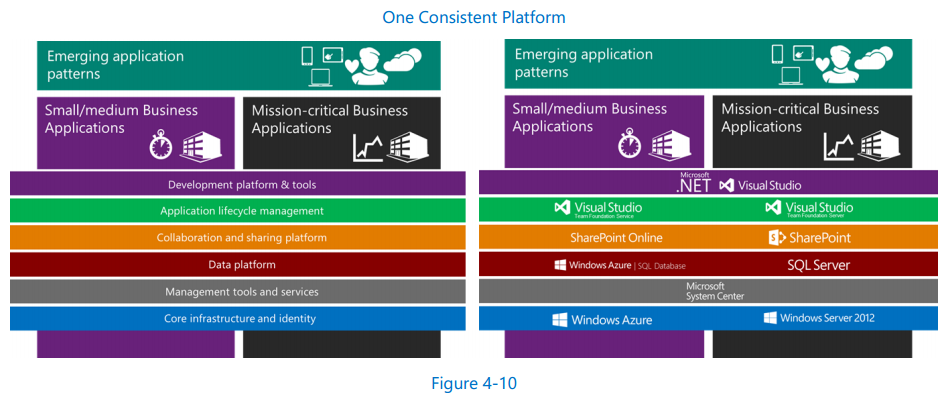 One Consistent Platform
Emerging application
patterns
Small/medium Business
Applications
Mission-critical Business
Applications
Development platform & tools
Application lifecycle management
Collaboration and sharing platform
Data platform
Management tools and services
Core infrastructure and identity
Emerging application
patterns
Small/medium Business
Applications
Mission-critical Business
Applications
Microsoft
.NET Visual Studio
Visual Studio
Team Foundation Service
Visual Studio
Team Foundation Server
SharePoint Online
S SharePoint
Windows Azure | SQL Database
SQL Server
Microsoft
System Center
Windows Azure
Windows Server 2012
Figure 4-10